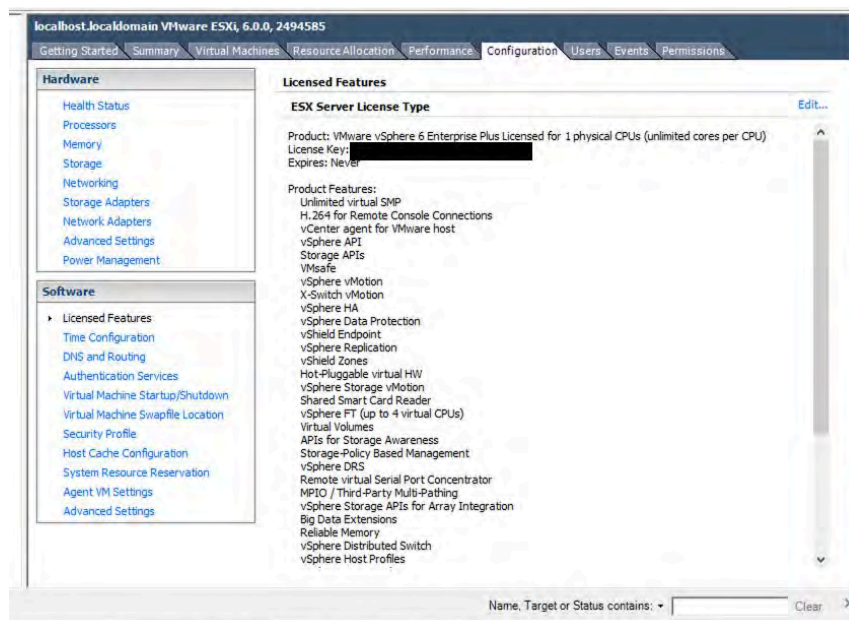 localhost.localdomain VMware ESXi, 6.0.0, 2494585
Getting Started Summary Virtual Machines Resource Allocation Performance Configuration Users Events Permissions
Hardware
Health Status
Processors
Memory
Storage
Networking
Storage Adapters
Network Adapters
Advanced Settings
Power Management
Software
Licensed Features
Time Configuration
DNS and Routing
Authentication Services
Virtual Machine Startup/Shutdown
Virtual Machine Swapfile Location
Security Profile
Host Cache Configuration
System Resource Reservation
Agent VM Settings
Advanced Settings
Licensed Features
ESX Server License Type Edit...
Product: VMware vSphere 6 Enterprise Plus Licensed for 1 physical CPUs (unlimited cores per CPU)
License Key:
Expires: Never
Product Features:
Unlimited virtual SMP
H.264 for Remote Console Connections
vCenter agent for VMware host
vSphere API
Storage APIs
VMsafe
vSphere vMotion
X-Switch vMotion
vSphere HA
vSphere Data Protection
vShield Endpoint
vSphere Replication
vShield Zones
Hot-Pluggable virtual HW
vSphere Storage vMotion
Shared Smart Card Reader
vSphere FT (up to 4 virtual CPUs)
Virtual Volumes
APIs for Storage Awareness
Storage-Policy Based Management
vSphere DRS
Remote virtual Serial Port Concentrator
MPIO / Third-Party Multi-Pathing
vSphere Storage APIs for Array Integration
Big Data Extensions
Reliable Memory
vSphere Distributed Switch
vSphere Host Profiles
Name, Target or Status contains: Clear